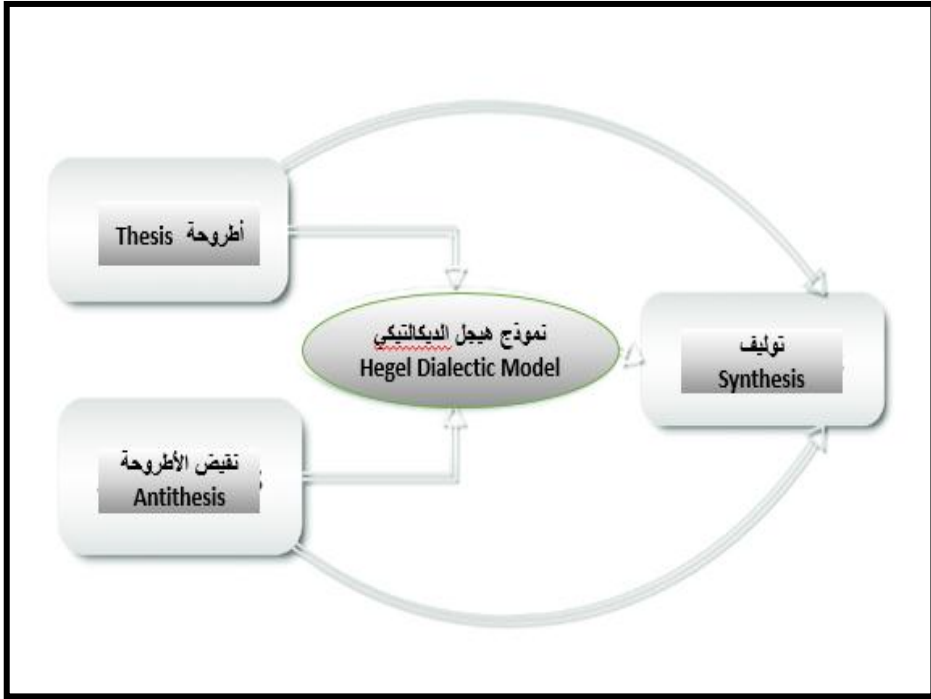 أطروحة Thesis
نموذج هيجل الديكالتيكي
Hegel Dialectic Model
توليف
Synthesis
نقيض الأطروحة
Antithesis